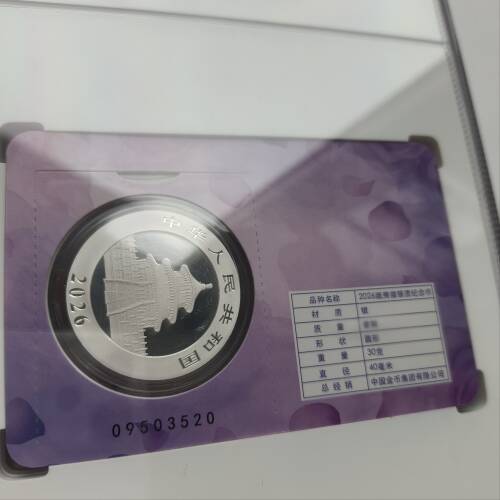 中华人民共和国
2026
09503520
品种名称 2026熊猫普银质纪念币
材 质 银
质 量
形 状 圆形
重 量 30克
直 径 40毫米
总 经 销 中国金币集团有限公司